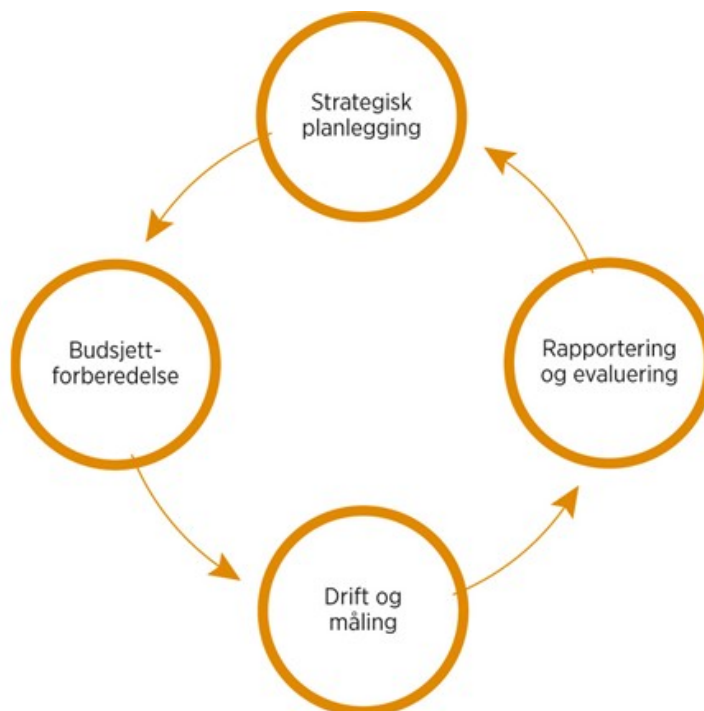 Strategisk
planlegging
Budsjett-
forberedelse
Rapportering
og evaluering
Drift og
måling